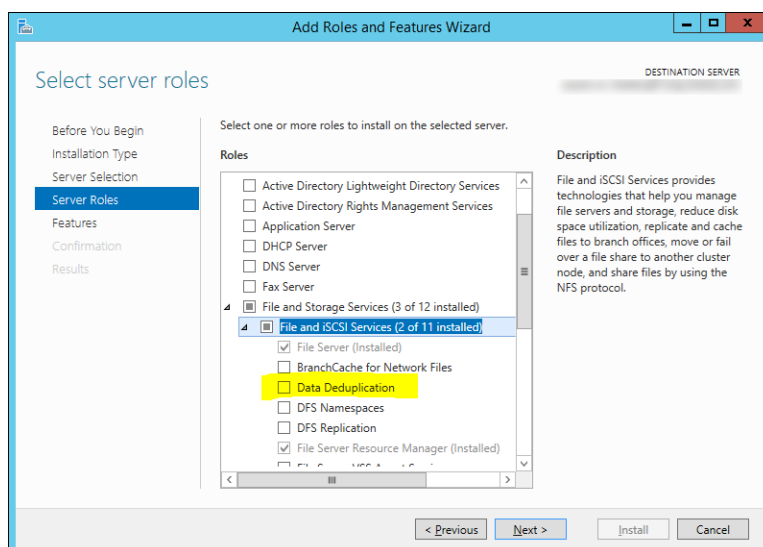 Add Roles and Features Wizard
Select server roles
DESTINATION SERVER
Before You Begin
Installation Type
Server Selection
Server Roles
Features
Confirmation
Results
Select one or more roles to install on the selected server.
Roles
Active Directory Lightweight Directory Services
Active Directory Rights Management Services
Application Server
DHCP Server
DNS Server
Fax Server
File and Storage Services (3 of 12 installed)
File and iSCSI Services (2 of 11 installed)
File Server (Installed)
BranchCache for Network Files
Data Deduplication
DFS Namespaces
DFS Replication
File Server Resource Manager (Installed)
Description
File and iSCSI Services provides
technologies that help you manage
file servers and storage, reduce disk
space utilization, replicate and cache
files to branch offices, move or fail
over a file share to another cluster
node, and share files by using the
NFS protocol.
< Previous
Next >
Install
Cancel